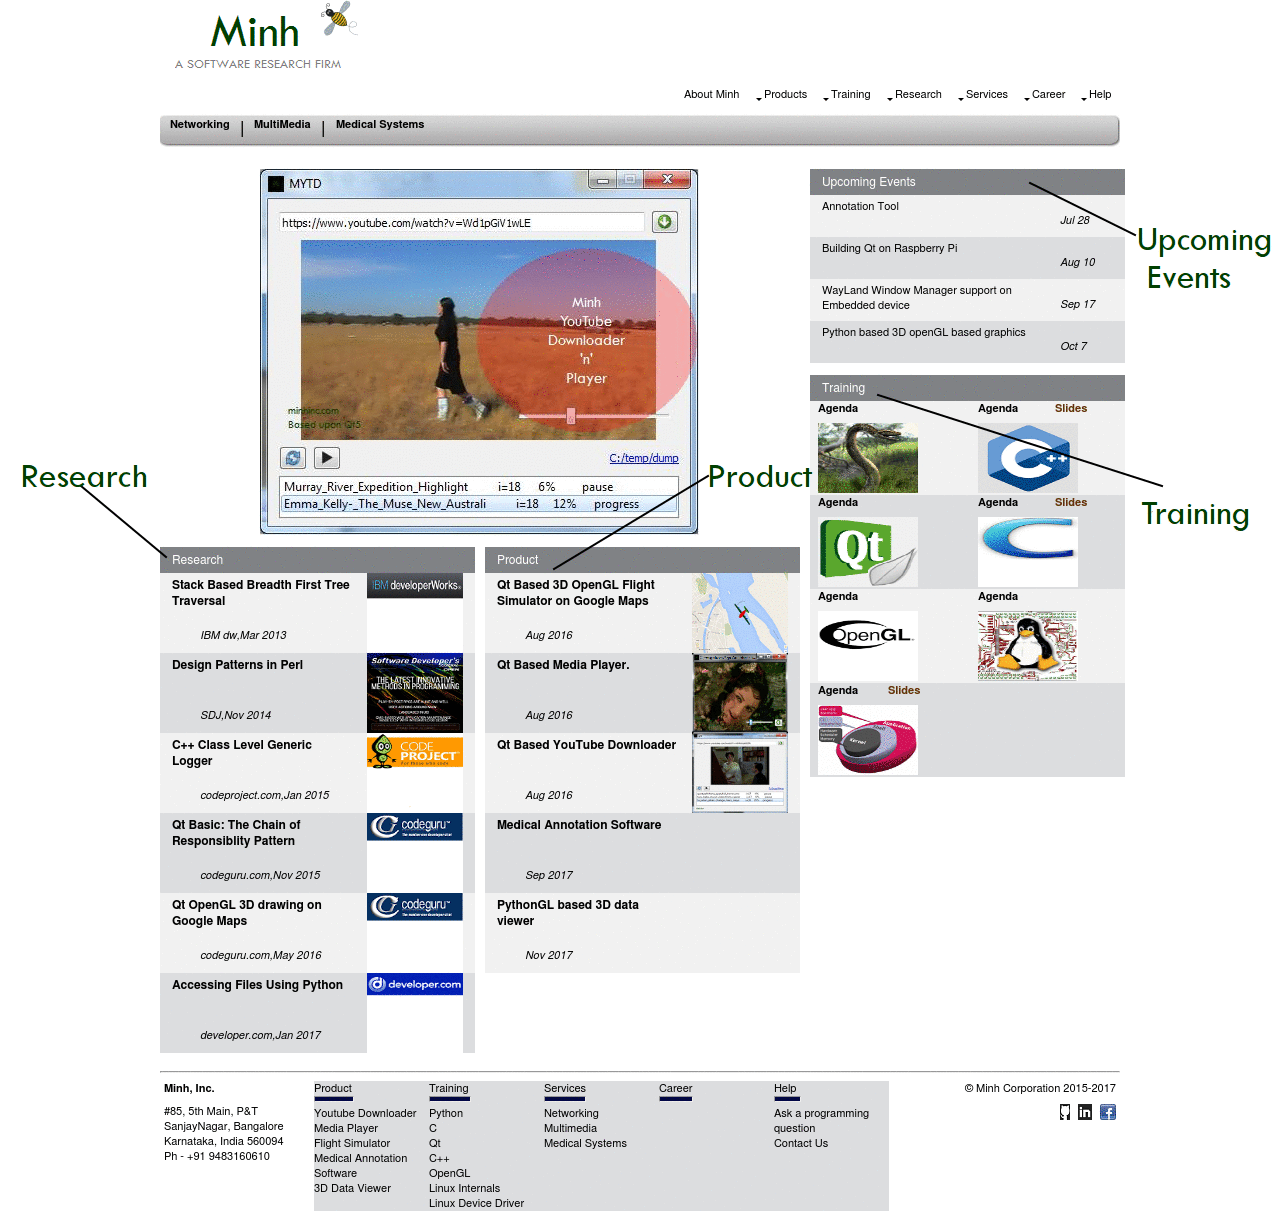 Minh
A SOFTWARE RESEARCH FIRM
About Minh Products Training Research Services Career Help
Networking MultiMedia Medical Systems
MYTD
https://www.youtube.com/watch?v=Wd1pGiV1wLE
Minh
YouTube
Downloader
'n'
Player
minhinc.com
Based upon Qt5
C:/temp/dump
Murray_River_Expedition_Highlight i=18 6% pause
Emma_Kelly-_The_Muse_New_Australi i=18 12% progress
Upcoming Events
Annotation Tool
Jul 28
Building Qt on Raspberry Pi
Aug 10
WayLand Window Manager support on
Embedded device
Sep 17
Python based 3D openGL based graphics
Oct 7
Upcoming
Events
Training
Agenda
Agenda Slides
C++
Agenda
Agenda Slides
Qt
C
Agenda
Agenda
OpenGL
Agenda Slides
Kernel
Training
Research
Product
Research
Stack Based Breadth First Tree
Traversal
IBM dw,Mar 2013
IBM developerWorks
Design Patterns in Perl
SDJ,Nov 2014
Software Developer's
THE LATEST INNOVATIVE
METHODS IN PROGRAMMING
C++ Class Level Generic
Logger
codeproject.com,Jan 2015
CODE
PROJECT
For those who code
Qt Basic: The Chain of
Responsiblity Pattern
codeguru.com,Nov 2015
codeguru
Qt OpenGL 3D drawing on
Google Maps
codeguru.com,May 2016
codeguru
Accessing Files Using Python
developer.com,Jan 2017
developer.com
Product
Qt Based 3D OpenGL Flight
Simulator on Google Maps
Aug 2016
Qt Based Media Player.
Aug 2016
Qt Based YouTube Downloader
Aug 2016
Medical Annotation Software
Sep 2017
PythonGL based 3D data
viewer
Nov 2017
Minh, Inc.
#85, 5th Main, P&T
SanjayNagar, Bangalore
Karnataka, India 560094
Ph - +91 9483160610
Product
Youtube Downloader
Media Player
Flight Simulator
Medical Annotation
Software
3D Data Viewer
Training
Python
C
Qt
C++
OpenGL
Linux Internals
Linux Device Driver
Services
Networking
Multimedia
Medical Systems
Career
Help
Ask a programming
question
Contact Us
© Minh Corporation 2015-2017
in
f